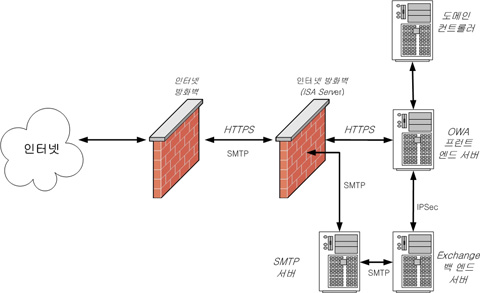 도메인
컨트롤러
인터넷
방화벽
인터넷 방화벽
(ISA Server)
인터넷
HTTPS
SMTP
HTTPS
OWA
프런트
엔드 서버
SMTP
IPSec
SMTP
서버
SMTP
Exchange
백 엔드
서버